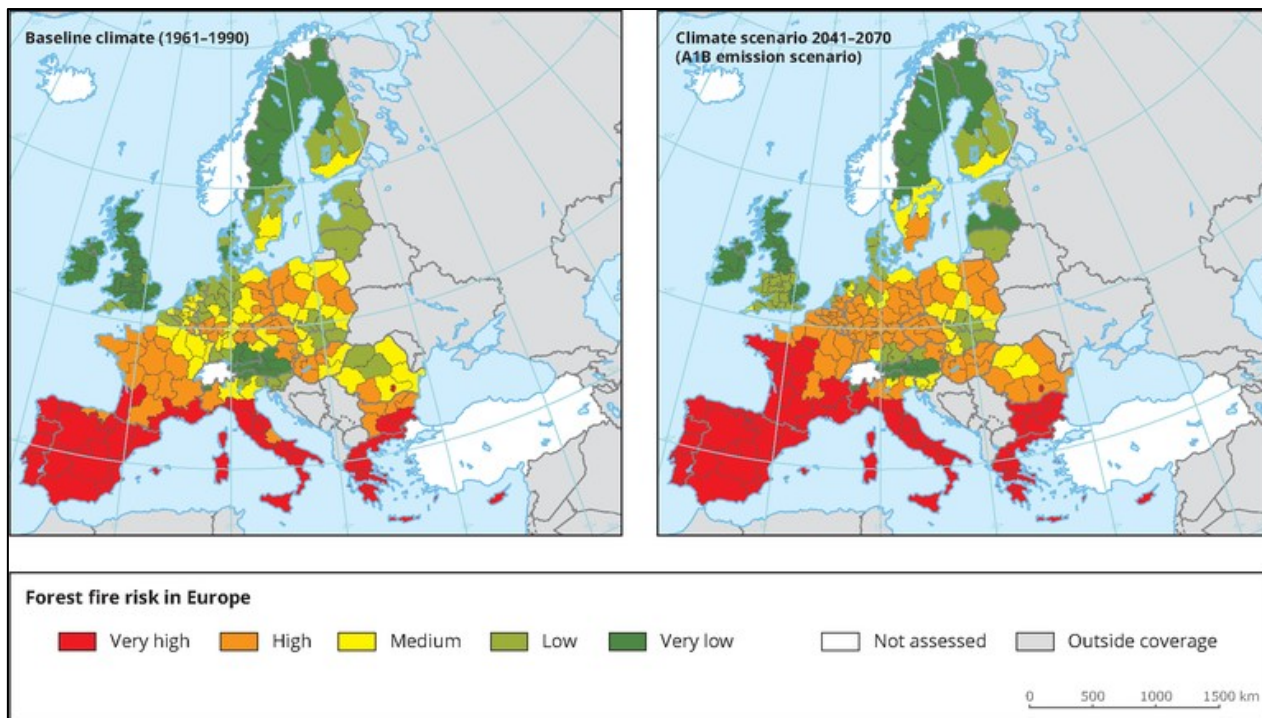 Baseline climate (1961–1990)
Climate scenario 2041–2070
(A1B emission scenario)
Forest fire risk in Europe
Very high
High
Medium
Low
Very low
Not assessed
Outside coverage
0 500 1000 1500 km